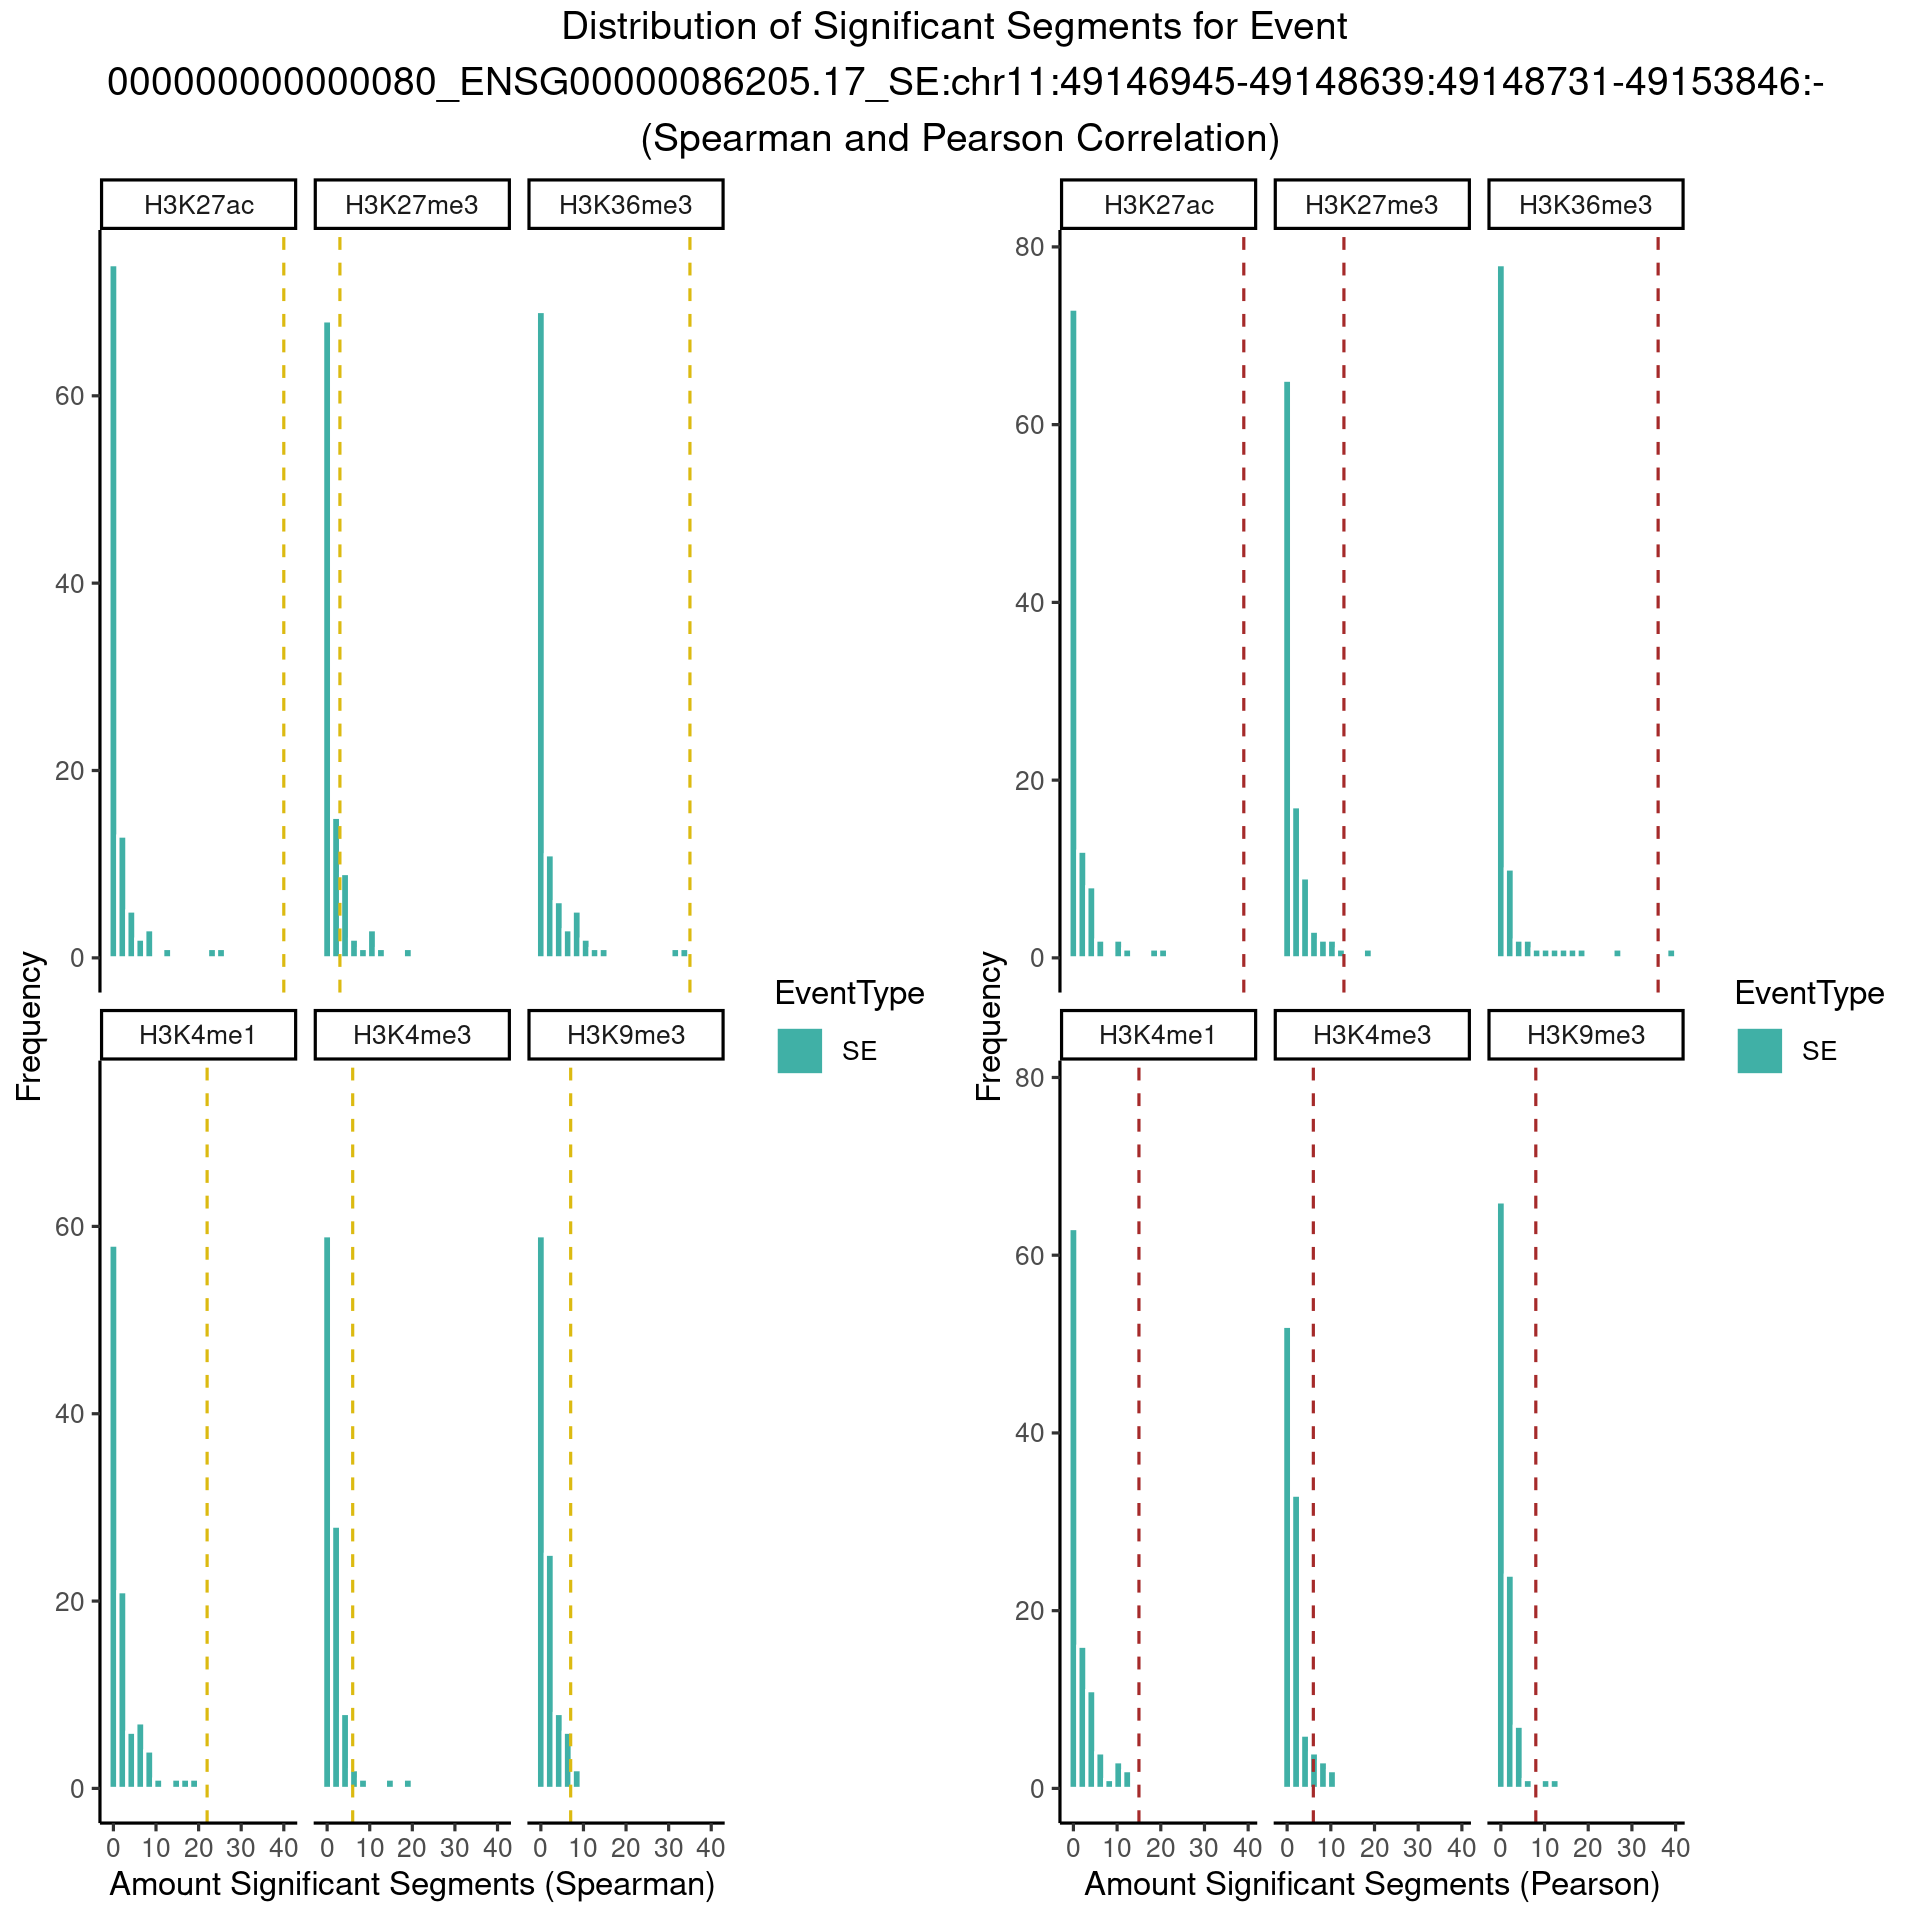 Distribution of Significant Segments for Event
000000000000080_ENSG00000086205.17_SE:chr11:49146945-49148639:49148731-49153846:-
(Spearman and Pearson Correlation)
H3K27ac H3K27me3 H3K36me3
60
40
20
0
H3K4me1 H3K4me3 H3K9me3
60
40
20
0
0 10 20 30 40 0 10 20 30 40 0 10 20 30 40
Amount Significant Segments (Spearman)
Frequency
EventType
SE
H3K27ac H3K27me3 H3K36me3
80
60
40
20
0
H3K4me1 H3K4me3 H3K9me3
80
60
40
20
0
0 10 20 30 40 0 10 20 30 40 0 10 20 30 40
Amount Significant Segments (Pearson)
Frequency
EventType
SE